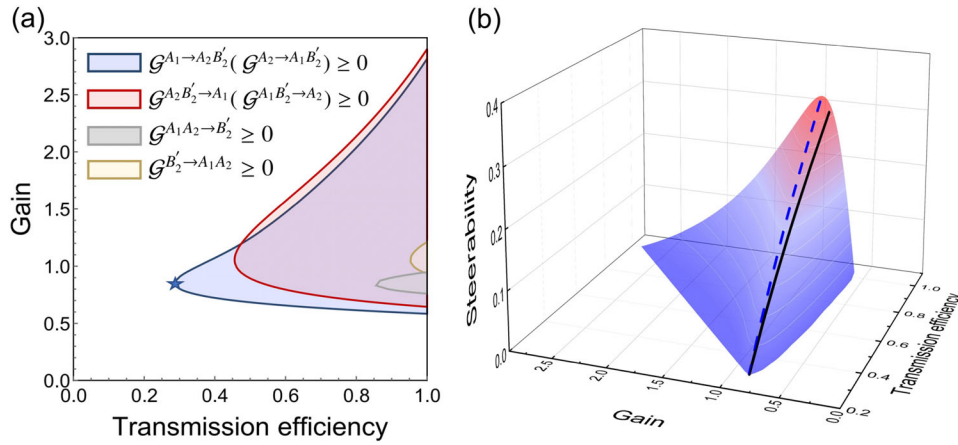 (a)
3.0
2.5
2.0
1.5
1.0
0.5
0.0
Gain
𝒢^{A₁→A₂B₂′}(𝒢^{A₂→A₁B₂′}) ≥ 0
𝒢^{A₂B₂′→A₁}(𝒢^{A₁B₂′→A₂}) ≥ 0
𝒢^{A₁A₂→B₂′} ≥ 0
𝒢^{B₂′→A₁A₂} ≥ 0
0.0 0.2 0.4 0.6 0.8 1.0
Transmission efficiency
(b)
0.4
0.3
0.2
0.1
0.0
Steerability
2.5 2.0 1.5 1.0 0.5 0.0
Gain
0.2 0.4 0.6 0.8 1.0
Transmission efficiency